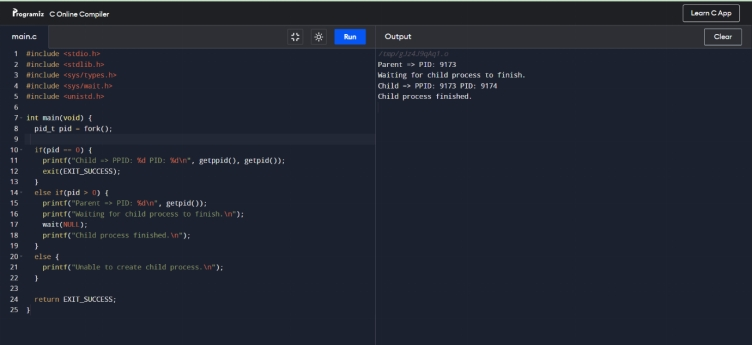 Programiz C Online Compiler
Learn C App
main.c
Run
Output
Clear
1 #include <stdio.h>
2 #include <stdlib.h>
3 #include <sys/types.h>
4 #include <sys/wait.h>
5 #include <unistd.h>
6
7 int main(void) {
8 pid_t pid = fork();
9
10 if(pid == 0) {
11 printf("Child => PPID: %d PID: %d\n", getppid(), getpid());
12 exit(EXIT_SUCCESS);
13 }
14 else if(pid > 0) {
15 printf("Parent => PID: %d\n", getpid());
16 printf("Waiting for child process to finish.\n");
17 wait(NULL);
18 printf("Child process finished.\n");
19 }
20 else {
21 printf("Unable to create child process.\n");
22 }
23
24 return EXIT_SUCCESS;
25 }
Parent => PID: 9173
Waiting for child process to finish.
Child => PPID: 9173 PID: 9174
Child process finished.